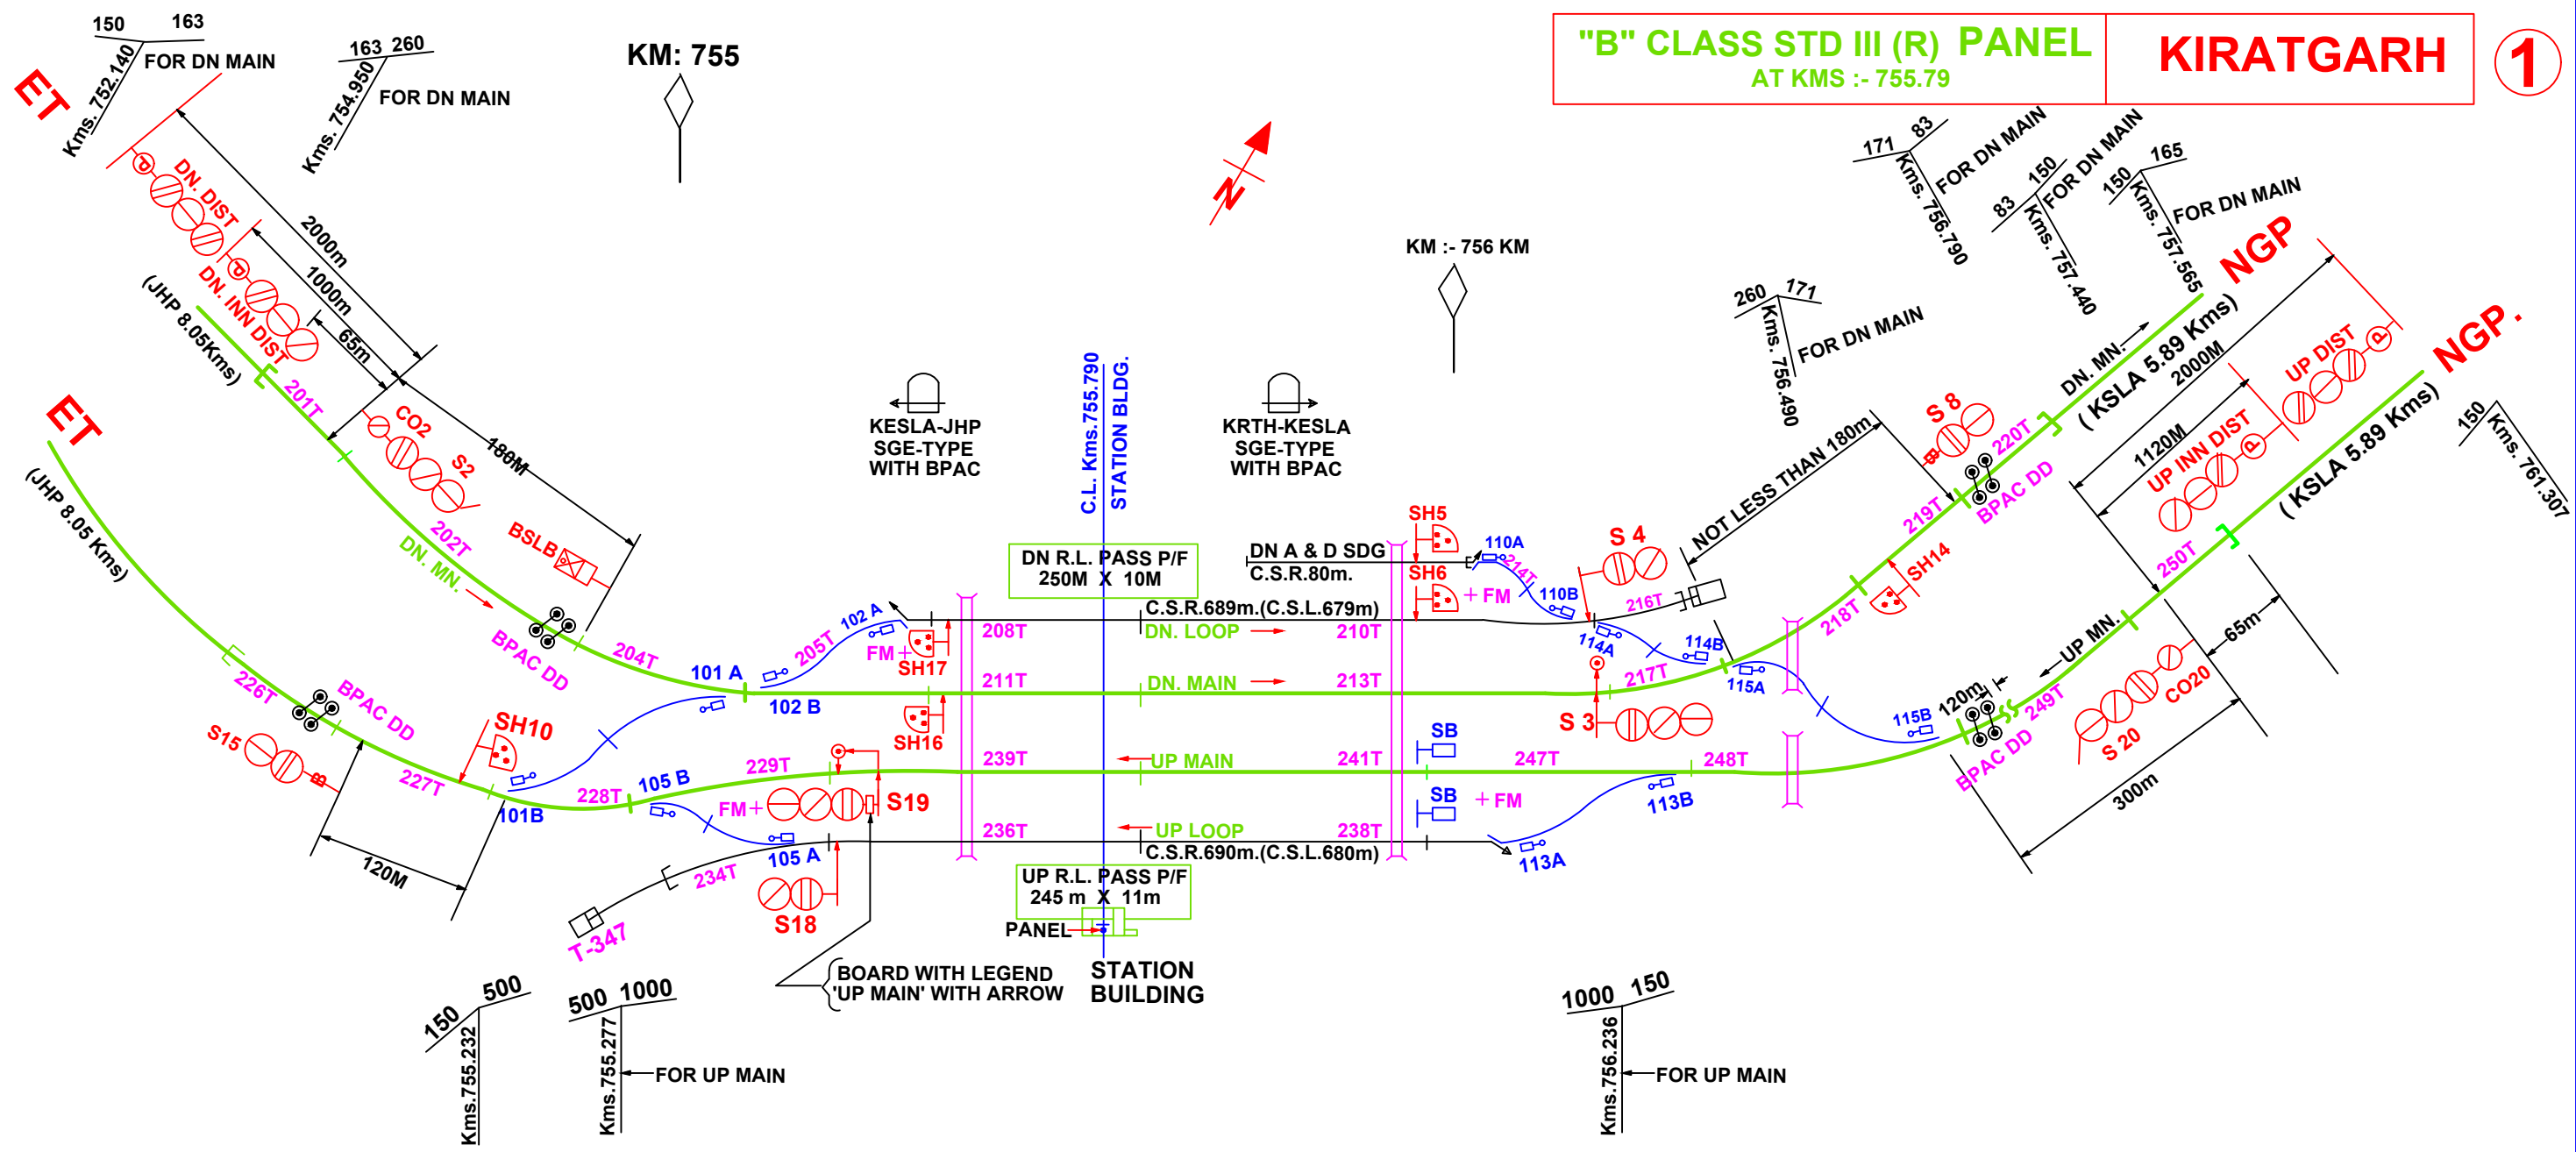 "B" CLASS STD III (R) PANEL
AT KMS :- 755.79
KIRATGARH
1
150 163
Kms. 752.140
FOR DN MAIN
163 260
Kms. 754.950
FOR DN MAIN
KM: 755
ET
P
DN. DIST
2000m
P
DN. INN DIST
1000m
65m
(JHP 8.05Kms)
201T
CO2
S2
180M
202T
DN. MN.
BSLB
BPAC DD
204T
ET
(JHP 8.05 Kms)
226T
BPAC DD
S15
B
227T
SH10
120M
101B
101 A
102 B
102 A
205T
FM
SH17
SH16
228T
105 B
229T
FM
S19
105 A
234T
T-347
S18
N
KESLA-JHP
SGE-TYPE
WITH BPAC
KRTH-KESLA
SGE-TYPE
WITH BPAC
C.L. Kms.755.790
STATION BLDG.
KM :- 756 KM
DN R.L. PASS P/F
250M X 10M
DN A & D SDG
C.S.R.80m.
C.S.R.689m.(C.S.L.679m)
208T
DN. LOOP
210T
211T
DN. MAIN
213T
239T
UP MAIN
241T
236T
UP LOOP
238T
C.S.R.690m.(C.S.L.680m)
UP R.L. PASS P/F
245 m X 11m
PANEL
STATION
BUILDING
BOARD WITH LEGEND
'UP MAIN' WITH ARROW
SH5
SH6
FM
110A
214T
110B
S 4
216T
114A
114B
NOT LESS THAN 180m
S 3
217T
115A
218T
SH14
219T
S 8
B
220T
BPAC DD
SB
SB
FM
247T
248T
113B
113A
115B
120m
BPAC DD
249T
UP MN.
S 20
CO20
300m
65m
250T
171 83
Kms. 756.790
FOR DN MAIN
83 150
Kms. 757.440
FOR DN MAIN
150 165
Kms. 757.565
FOR DN MAIN
260 171
Kms. 756.490
FOR DN MAIN
NGP
DN. MN.
( KSLA 5.89 Kms)
2000M
1120M
UP INN DIST
P
UP DIST
P
NGP.
( KSLA 5.89 Kms)
150
Kms. 761.307
150 500
Kms.755.232
500 1000
Kms.755.277
FOR UP MAIN
1000 150
Kms.756.236
FOR UP MAIN